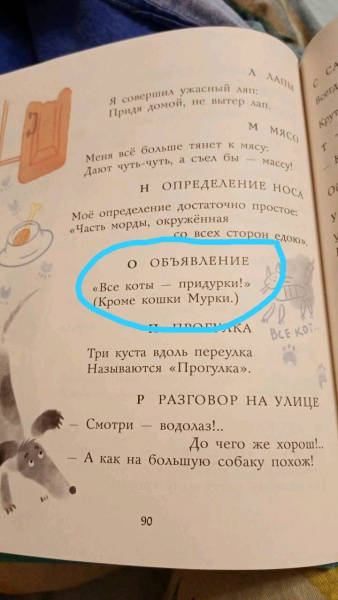 Л ЛАПЫ
Я совершил ужасный ляп:
Придя домой, не вытер лап.
М МЯСО
Меня всё больше тянет к мясу:
Дают чуть-чуть, а съел бы — массу!
Н ОПРЕДЕЛЕНИЕ НОСА
Моё определение достаточно простое:
«Часть морды, окружённая
со всех сторон едою».
О ОБЪЯВЛЕНИЕ
«Все коты — придурки!»
(Кроме кошки Мурки.)
ВСЕ КОТ...
П ПРОГУЛКА
Три куста вдоль переулка
Называются «Прогулка».
Р РАЗГОВОР НА УЛИЦЕ
— Смотри — водолаз!..
До чего же хорош!..
— А как на большую собаку похож!
90